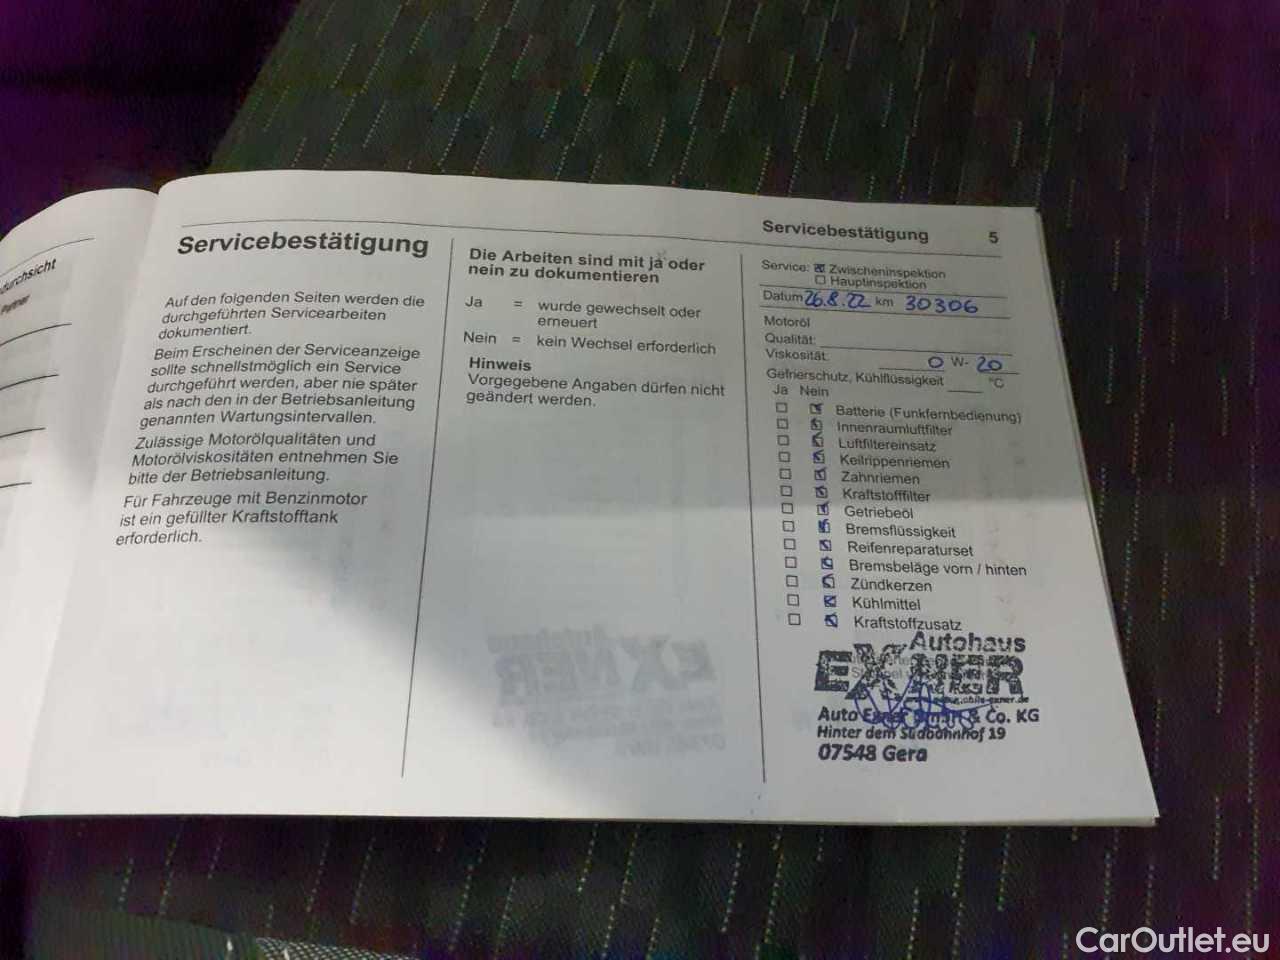 durchsicht
Partner
Servicebestätigung
Auf den folgenden Seiten werden die
durchgeführten Servicearbeiten
dokumentiert.
Beim Erscheinen der Serviceanzeige
sollte schnellstmöglich ein Service
durchgeführt werden, aber nie später
als nach den in der Betriebsanleitung
genannten Wartungsintervallen.
Zulässige Motorölqualitäten und
Motorölviskositäten entnehmen Sie
bitte der Betriebsanleitung.
Für Fahrzeuge mit Benzinmotor
ist ein gefüllter Kraftstofftank
erforderlich.
Die Arbeiten sind mit ja oder
nein zu dokumentieren
Ja = wurde gewechselt oder
erneuert
Nein = kein Wechsel erforderlich
Hinweis
Vorgegebene Angaben dürfen nicht
geändert werden.
Servicebestätigung 5
Service: Zwischeninspektion
Hauptinspektion
Datum 26.8.22 km 30306
Motoröl
Qualität:
Viskosität: 0 W- 20
Gefrierschutz, Kühlflüssigkeit °C
Ja Nein
Batterie (Funkfernbedienung)
Innenraumluftfilter
Luftfiltereinsatz
Keilrippenriemen
Zahnriemen
Kraftstofffilter
Getriebeöl
Bremsflüssigkeit
Reifenreparaturset
Bremsbeläge vorn / hinten
Zündkerzen
Kühlmittel
Kraftstoffzusatz
Autohaus
EXNER
Auto Exner GmbH & Co. KG
Hinter dem Südbahnhof 19
07548 Gera
CarOutlet.eu